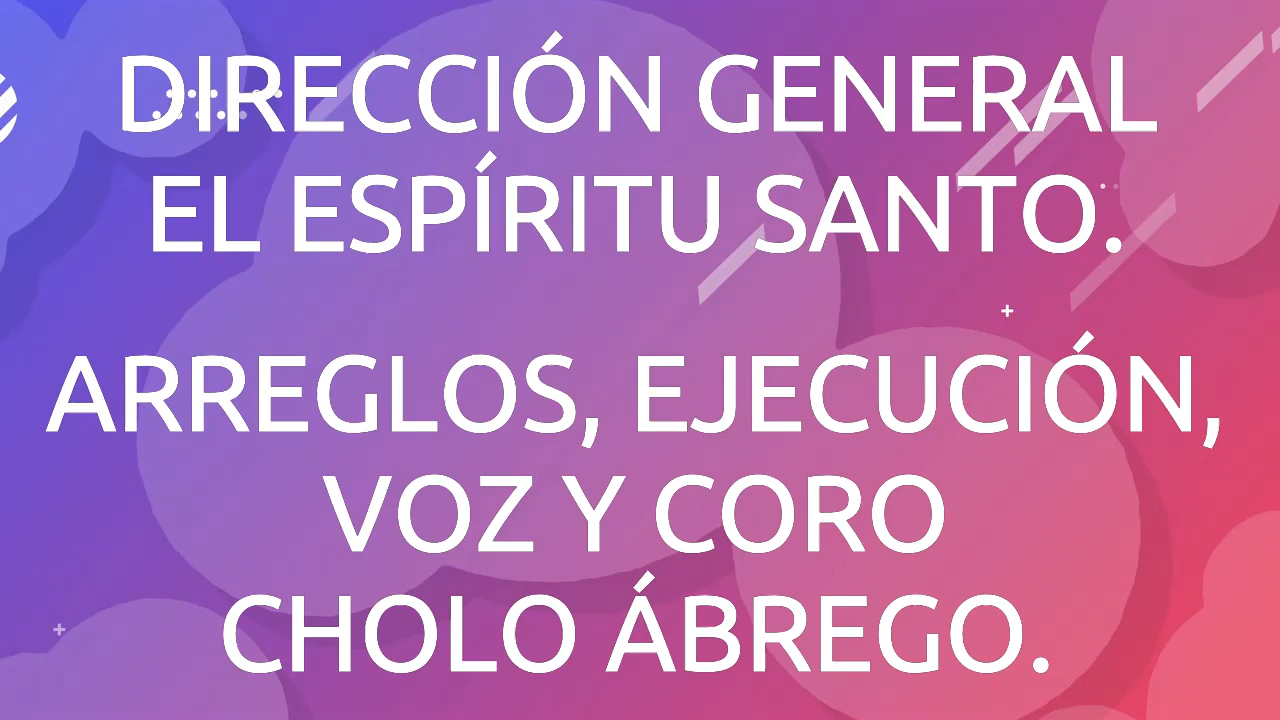 DIRECCIÓN GENERAL
EL ESPÍRITU SANTO.
ARREGLOS, EJECUCIÓN,
VOZ Y CORO
CHOLO ÁBREGO.